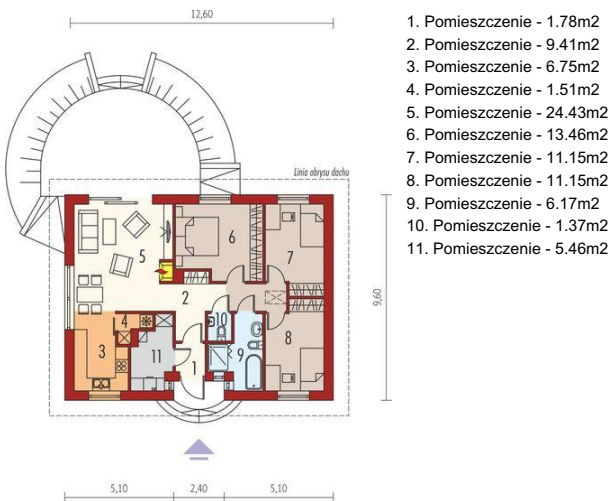 12,60
1. Pomieszczenie - 1.78m2
2. Pomieszczenie - 9.41m2
3. Pomieszczenie - 6.75m2
4. Pomieszczenie - 1.51m2
5. Pomieszczenie - 24.43m2
6. Pomieszczenie - 13.46m2
7. Pomieszczenie - 11.15m2
8. Pomieszczenie - 11.15m2
9. Pomieszczenie - 6.17m2
10. Pomieszczenie - 1.37m2
11. Pomieszczenie - 5.46m2
Linia obrysu dachu
5
6
7
2
9,60
4
10
3
11
8
9
1
5,10
2,40
5,10